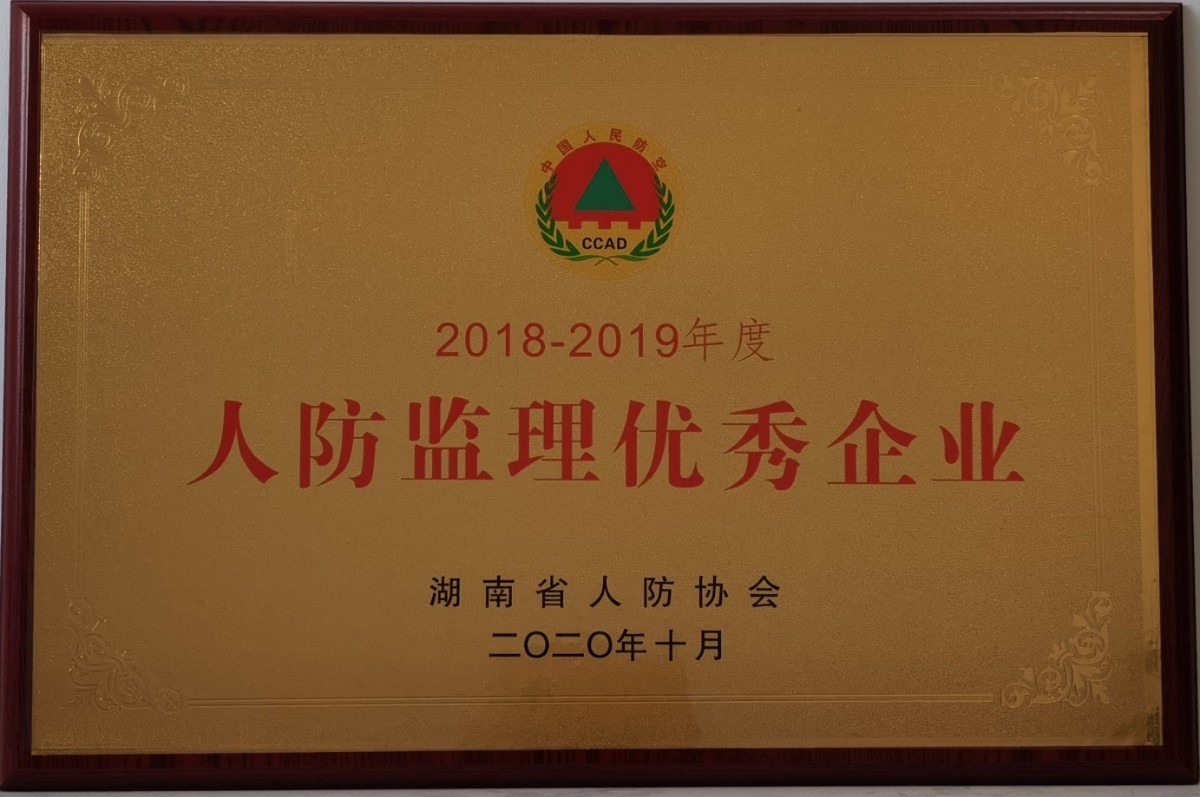 中国人民防空
CCAD
2018-2019年度
人防监理优秀企业
湖南省人防协会
二〇二〇年十月